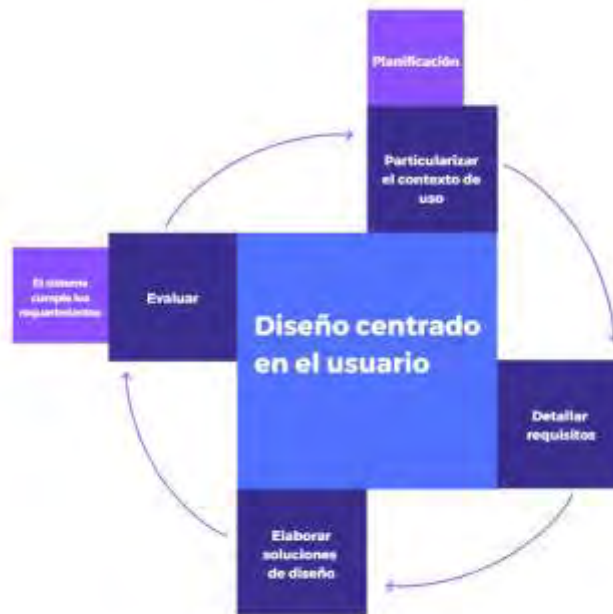 Planificación
Particularizar
el contexto de
uso
El sistema
cumple los
requerimientos
Evaluar
Diseño centrado
en el usuario
Detallar
requisitos
Elaborar
soluciones
de diseño